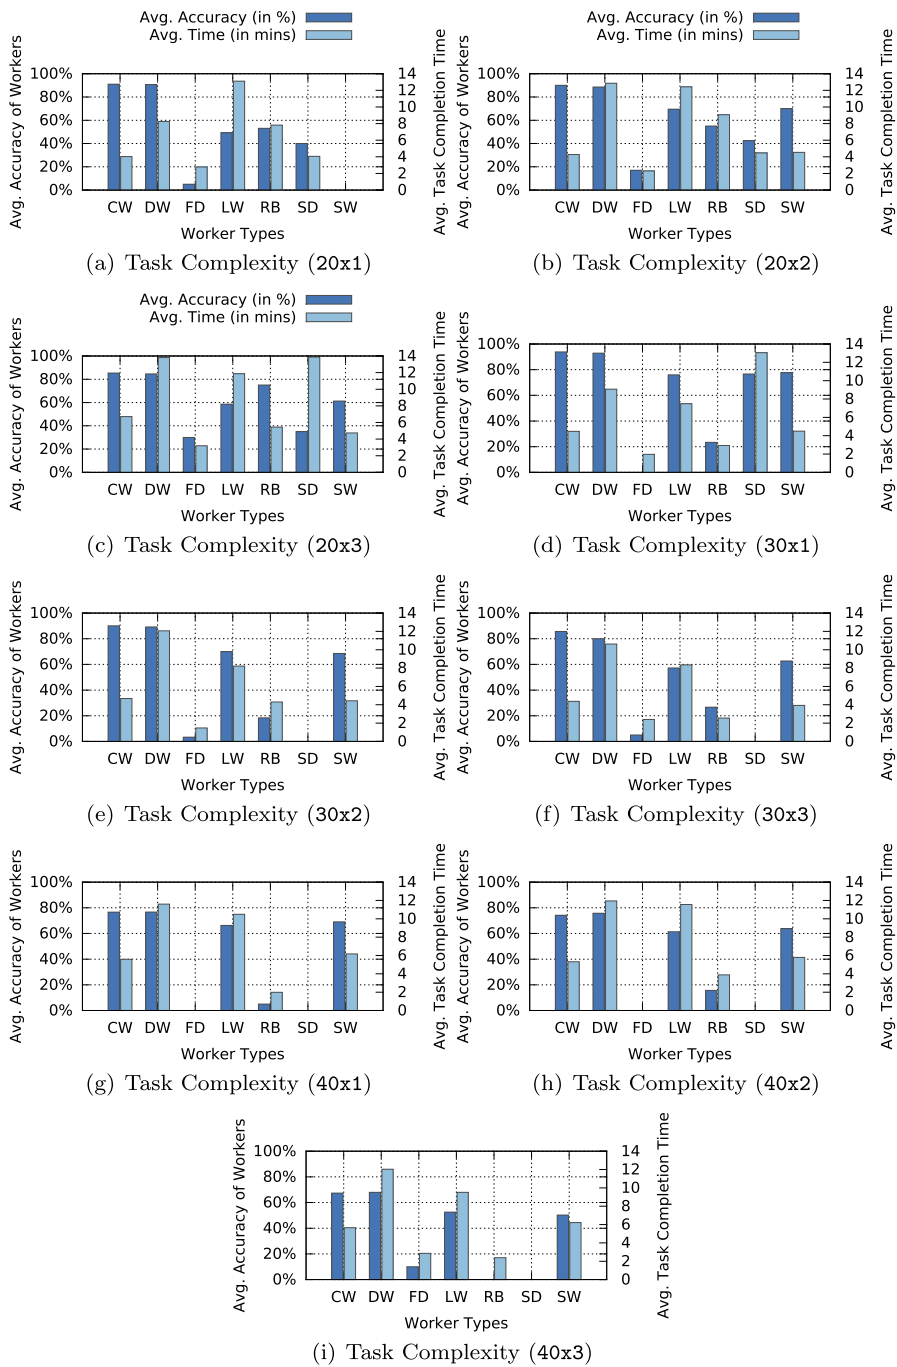 Avg. Accuracy (in %)
Avg. Time (in mins)
Avg. Accuracy of Workers
100%
80%
60%
40%
20%
0%
14
12
10
8
6
4
2
0
Avg. Task Completion Time
CW DW FD LW RB SD SW
Worker Types
(a) Task Complexity (20x1)
Avg. Accuracy (in %)
Avg. Time (in mins)
Avg. Accuracy of Workers
100%
80%
60%
40%
20%
0%
14
12
10
8
6
4
2
0
Avg. Task Completion Time
CW DW FD LW RB SD SW
Worker Types
(b) Task Complexity (20x2)
Avg. Accuracy (in %)
Avg. Time (in mins)
Avg. Accuracy of Workers
100%
80%
60%
40%
20%
0%
14
12
10
8
6
4
2
0
Avg. Task Completion Time
CW DW FD LW RB SD SW
Worker Types
(c) Task Complexity (20x3)
Avg. Accuracy of Workers
100%
80%
60%
40%
20%
0%
14
12
10
8
6
4
2
0
Avg. Task Completion Time
CW DW FD LW RB SD SW
Worker Types
(d) Task Complexity (30x1)
Avg. Accuracy of Workers
100%
80%
60%
40%
20%
0%
14
12
10
8
6
4
2
0
Avg. Task Completion Time
CW DW FD LW RB SD SW
Worker Types
(e) Task Complexity (30x2)
Avg. Accuracy of Workers
100%
80%
60%
40%
20%
0%
14
12
10
8
6
4
2
0
Avg. Task Completion Time
CW DW FD LW RB SD SW
Worker Types
(f) Task Complexity (30x3)
Avg. Accuracy of Workers
100%
80%
60%
40%
20%
0%
14
12
10
8
6
4
2
0
Avg. Task Completion Time
CW DW FD LW RB SD SW
Worker Types
(g) Task Complexity (40x1)
Avg. Accuracy of Workers
100%
80%
60%
40%
20%
0%
14
12
10
8
6
4
2
0
Avg. Task Completion Time
CW DW FD LW RB SD SW
Worker Types
(h) Task Complexity (40x2)
Avg. Accuracy of Workers
100%
80%
60%
40%
20%
0%
14
12
10
8
6
4
2
0
Avg. Task Completion Time
CW DW FD LW RB SD SW
Worker Types
(i) Task Complexity (40x3)